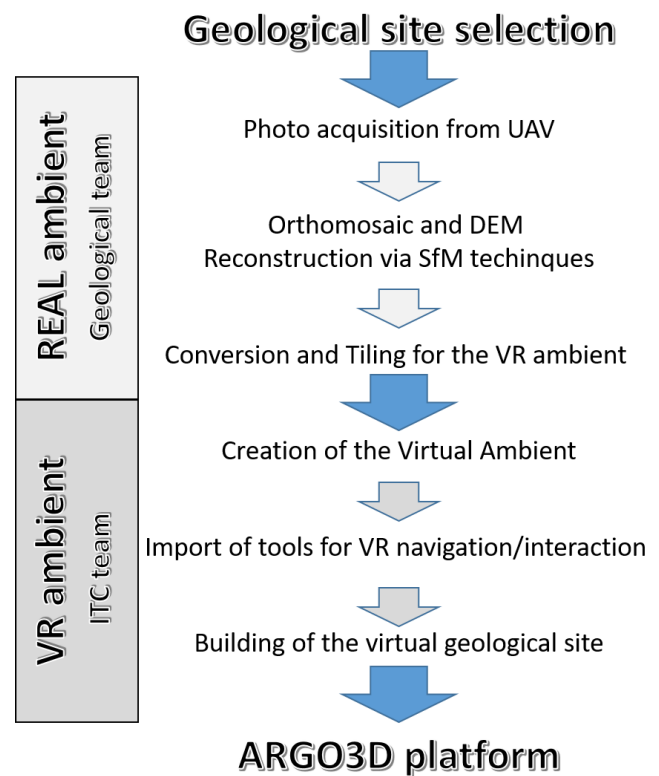 Geological site selection
REAL ambient
Geological team
Photo acquisition from UAV
Orthomosaic and DEM
Reconstruction via SfM techinques
Conversion and Tiling for the VR ambient
VR ambient
ITC team
Creation of the Virtual Ambient
Import of tools for VR navigation/interaction
Building of the virtual geological site
ARGO3D platform